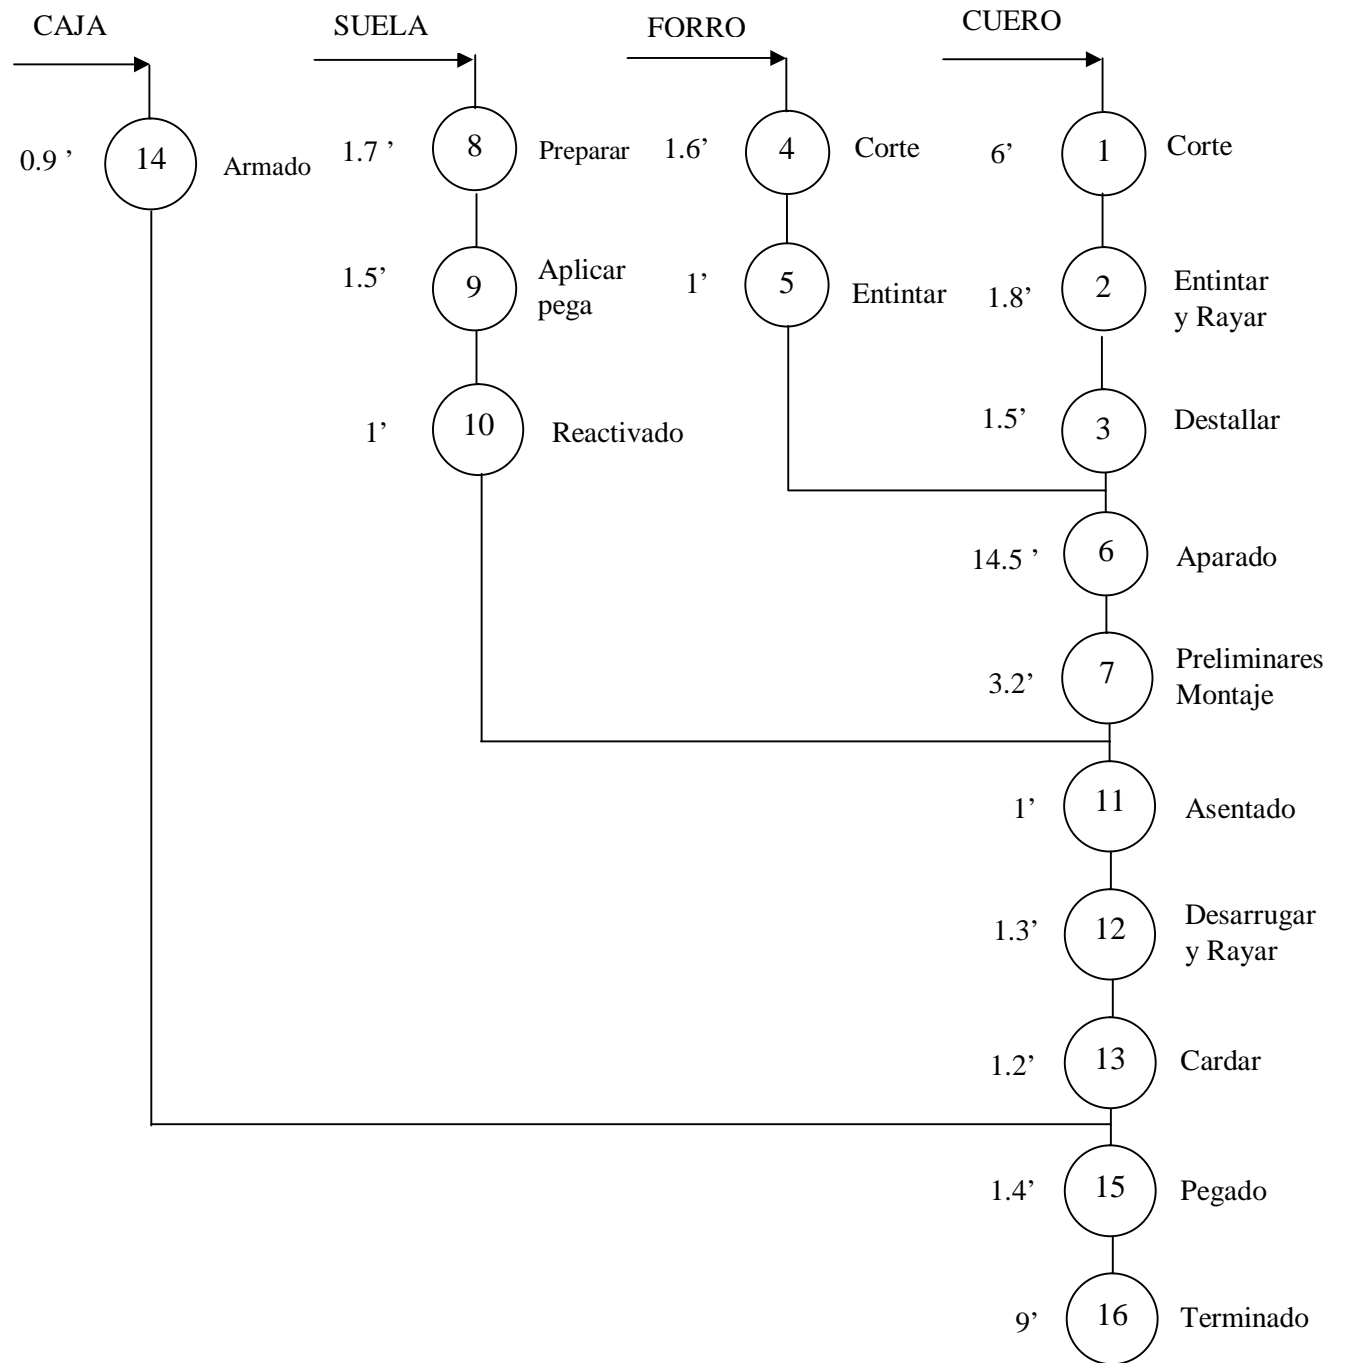 CAJA
SUELA
FORRO
CUERO
0.9 ’
14
Armado
1.7 ’
8
Preparar
1.6’
4
Corte
6’
1
Corte
1.5’
9
Aplicar
pega
1’
5
Entintar
1.8’
2
Entintar
y Rayar
1’
10
Reactivado
1.5’
3
Destallar
14.5 ’
6
Aparado
3.2’
7
Preliminares
Montaje
1’
11
Asentado
1.3’
12
Desarrugar
y Rayar
1.2’
13
Cardar
1.4’
15
Pegado
9’
16
Terminado